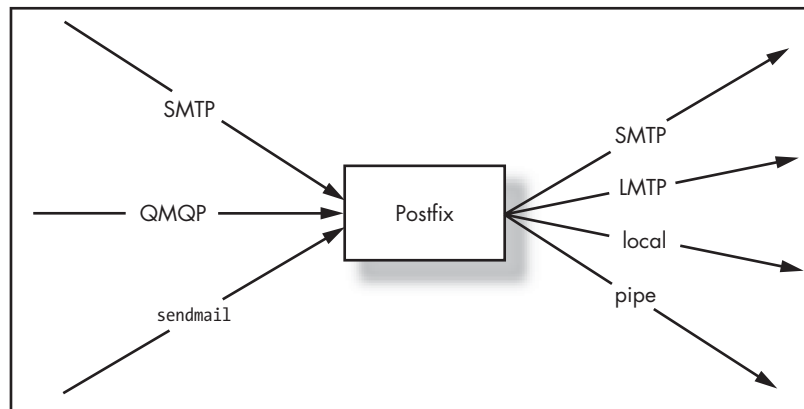 SMTP
QMQP
sendmail
Postfix
SMTP
LMTP
local
pipe